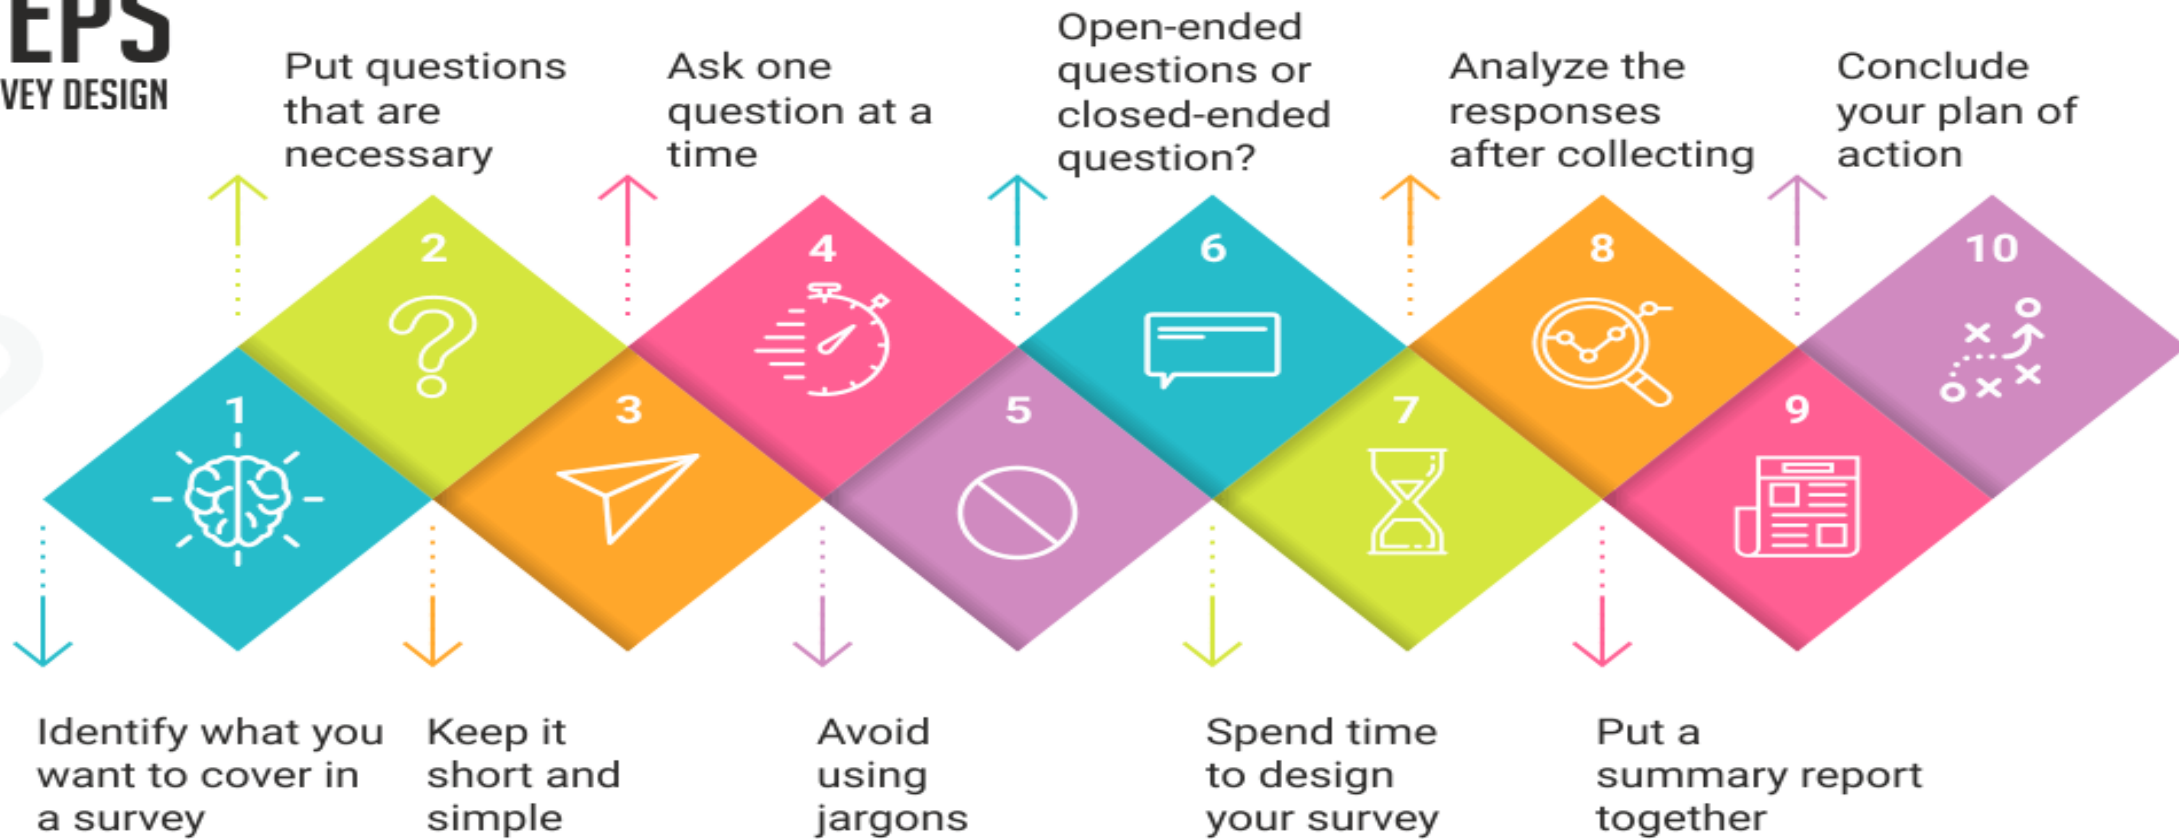 EPS
VEY DESIGN
Put questions
that are
necessary
Ask one
question at a
time
Open-ended
questions or
closed-ended
question?
Analyze the
responses
after collecting
Conclude
your plan of
action
2
4
6
8
10
1
3
5
7
9
Identify what you
want to cover in
a survey
Keep it
short and
simple
Avoid
using
jargons
Spend time
to design
your survey
Put a
summary report
together